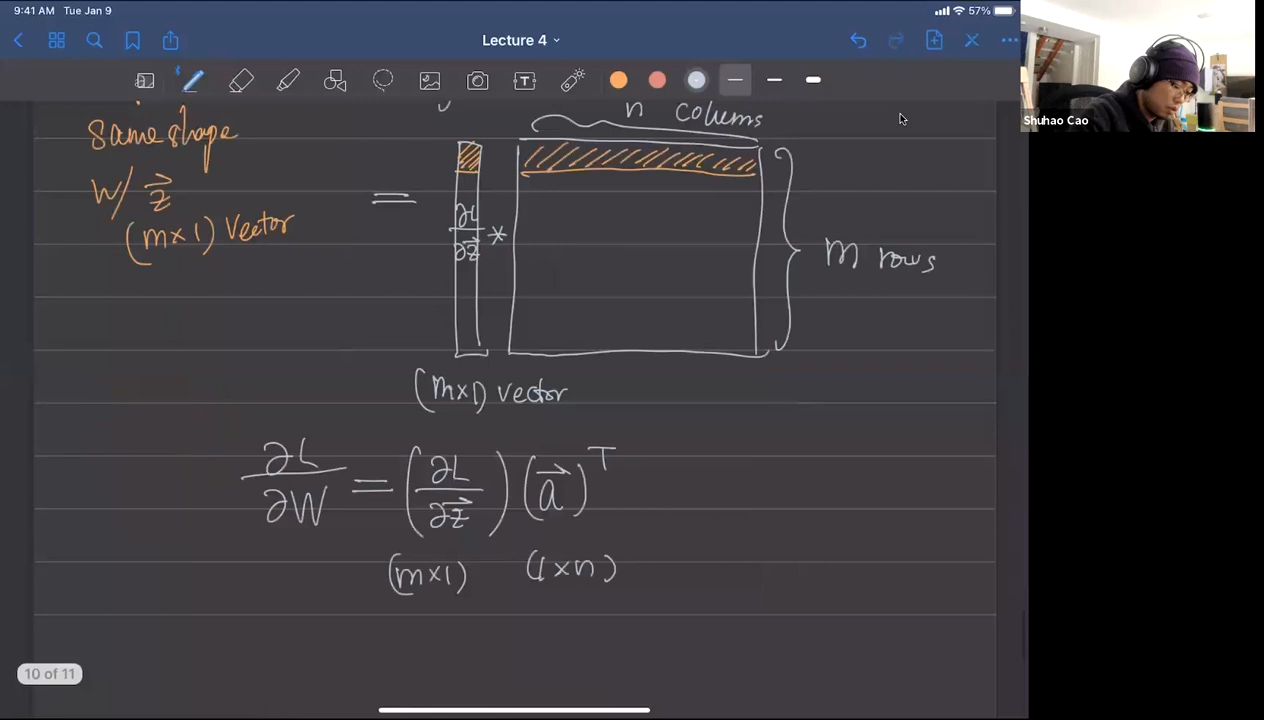 9:41 AM Tue Jan 9
57%
Lecture 4
Shuhao Cao
n colums
same shape
w/ z⃗
(m×1) vector
=
∂L/∂z⃗ *
m rows
(m×1) vector
∂L/∂W = (∂L/∂z⃗) (a⃗)^T
(m×1) (1×n)
10 of 11